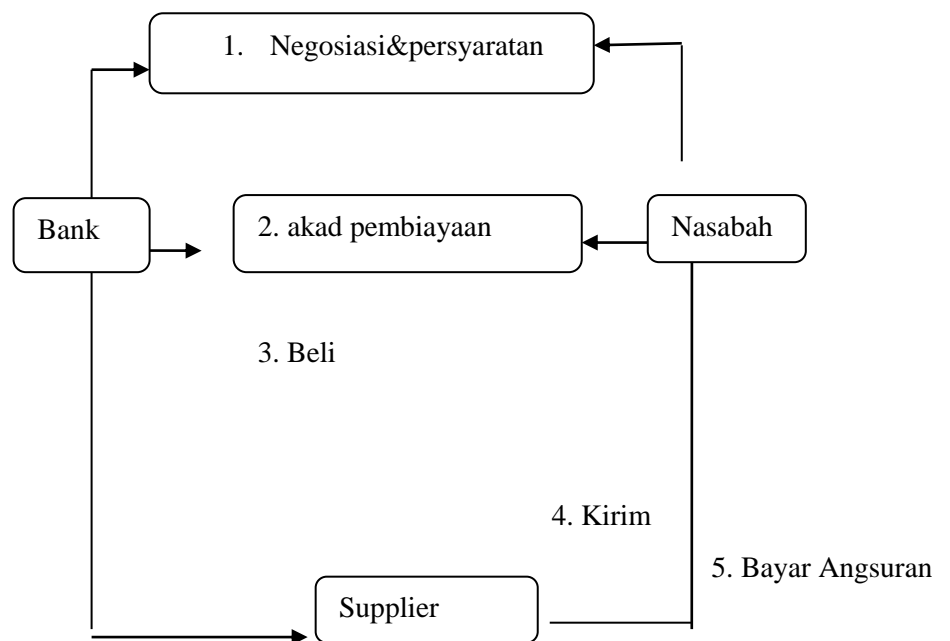 1. Negosiasi&persyaratan
Bank
2. akad pembiayaan
Nasabah
3. Beli
4. Kirim
5. Bayar Angsuran
Supplier